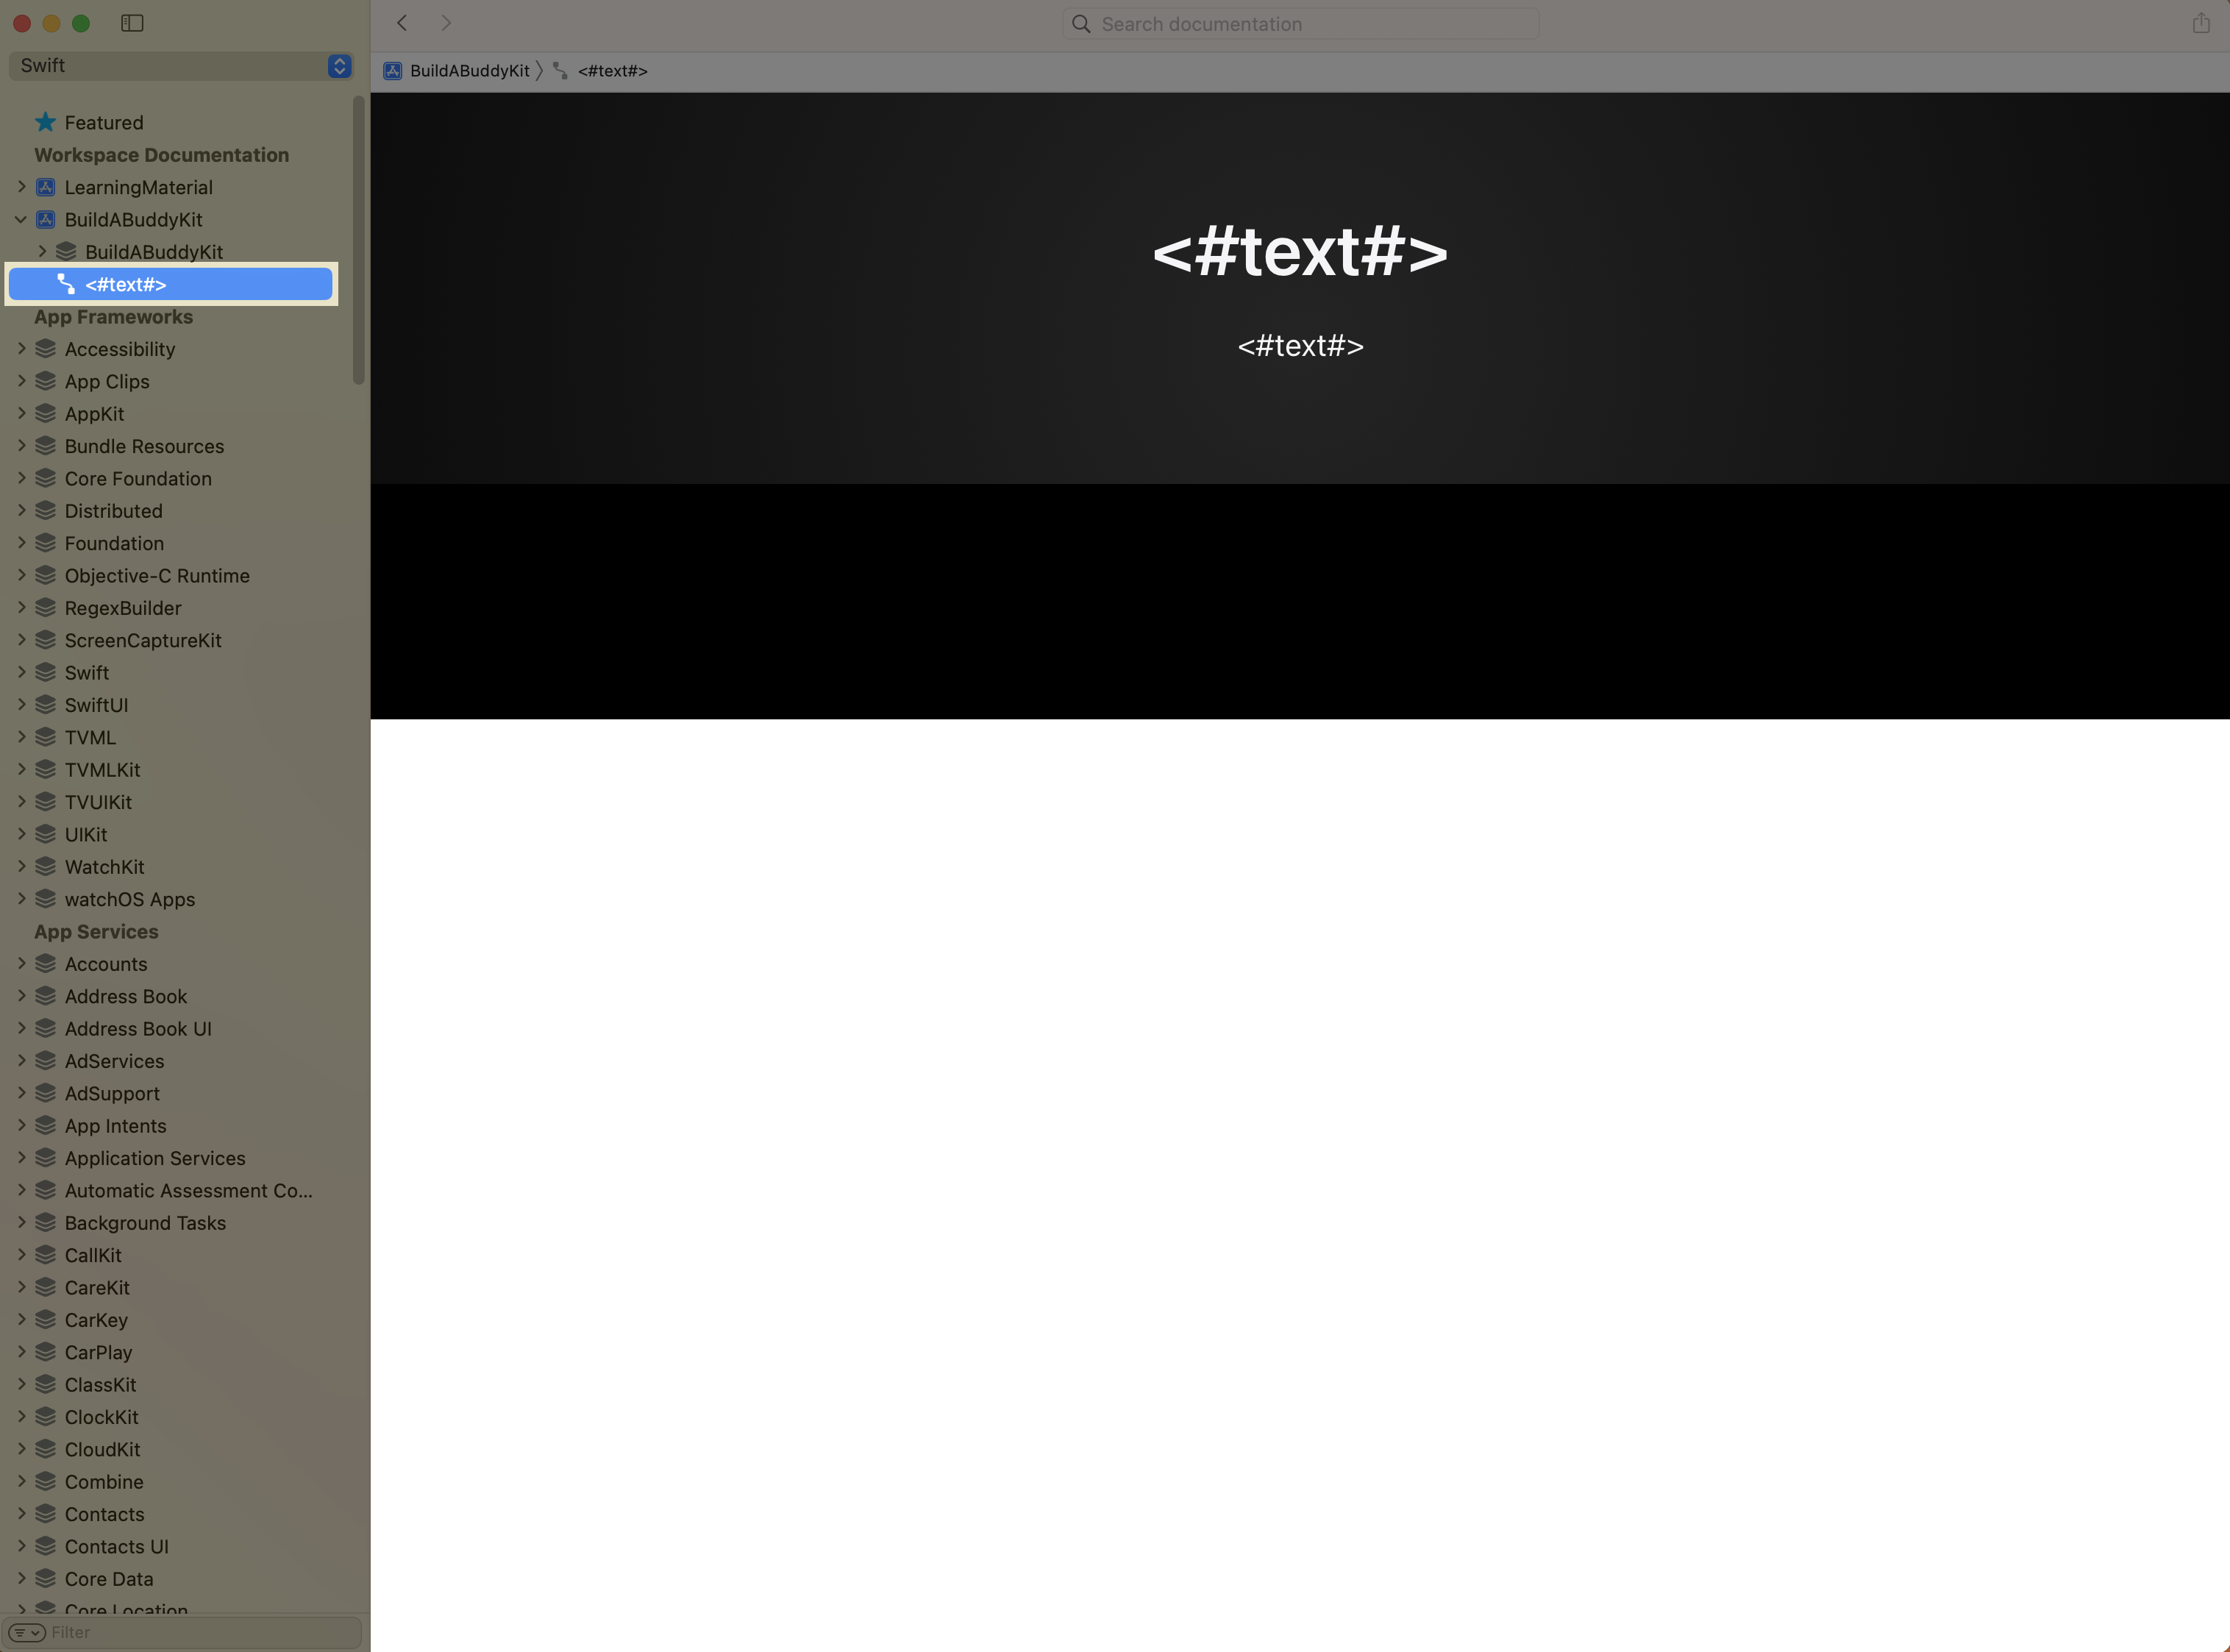 Search documentation
Swift
BuildABuddyKit
<#text#>
Featured
Workspace Documentation
LearningMaterial
BuildABuddyKit
BuildABuddyKit
<#text#>
App Frameworks
Accessibility
App Clips
AppKit
Bundle Resources
Core Foundation
Distributed
Foundation
Objective-C Runtime
RegexBuilder
ScreenCaptureKit
Swift
SwiftUI
TVML
TVMLKit
TVUIKit
UIKit
WatchKit
watchOS Apps
App Services
Accounts
Address Book
Address Book UI
AdServices
AdSupport
App Intents
Application Services
Automatic Assessment Co...
Background Tasks
CallKit
CareKit
CarKey
CarPlay
ClassKit
ClockKit
CloudKit
Combine
Contacts
Contacts UI
Core Data
Core Location
Filter
<#text#>
<#text#>